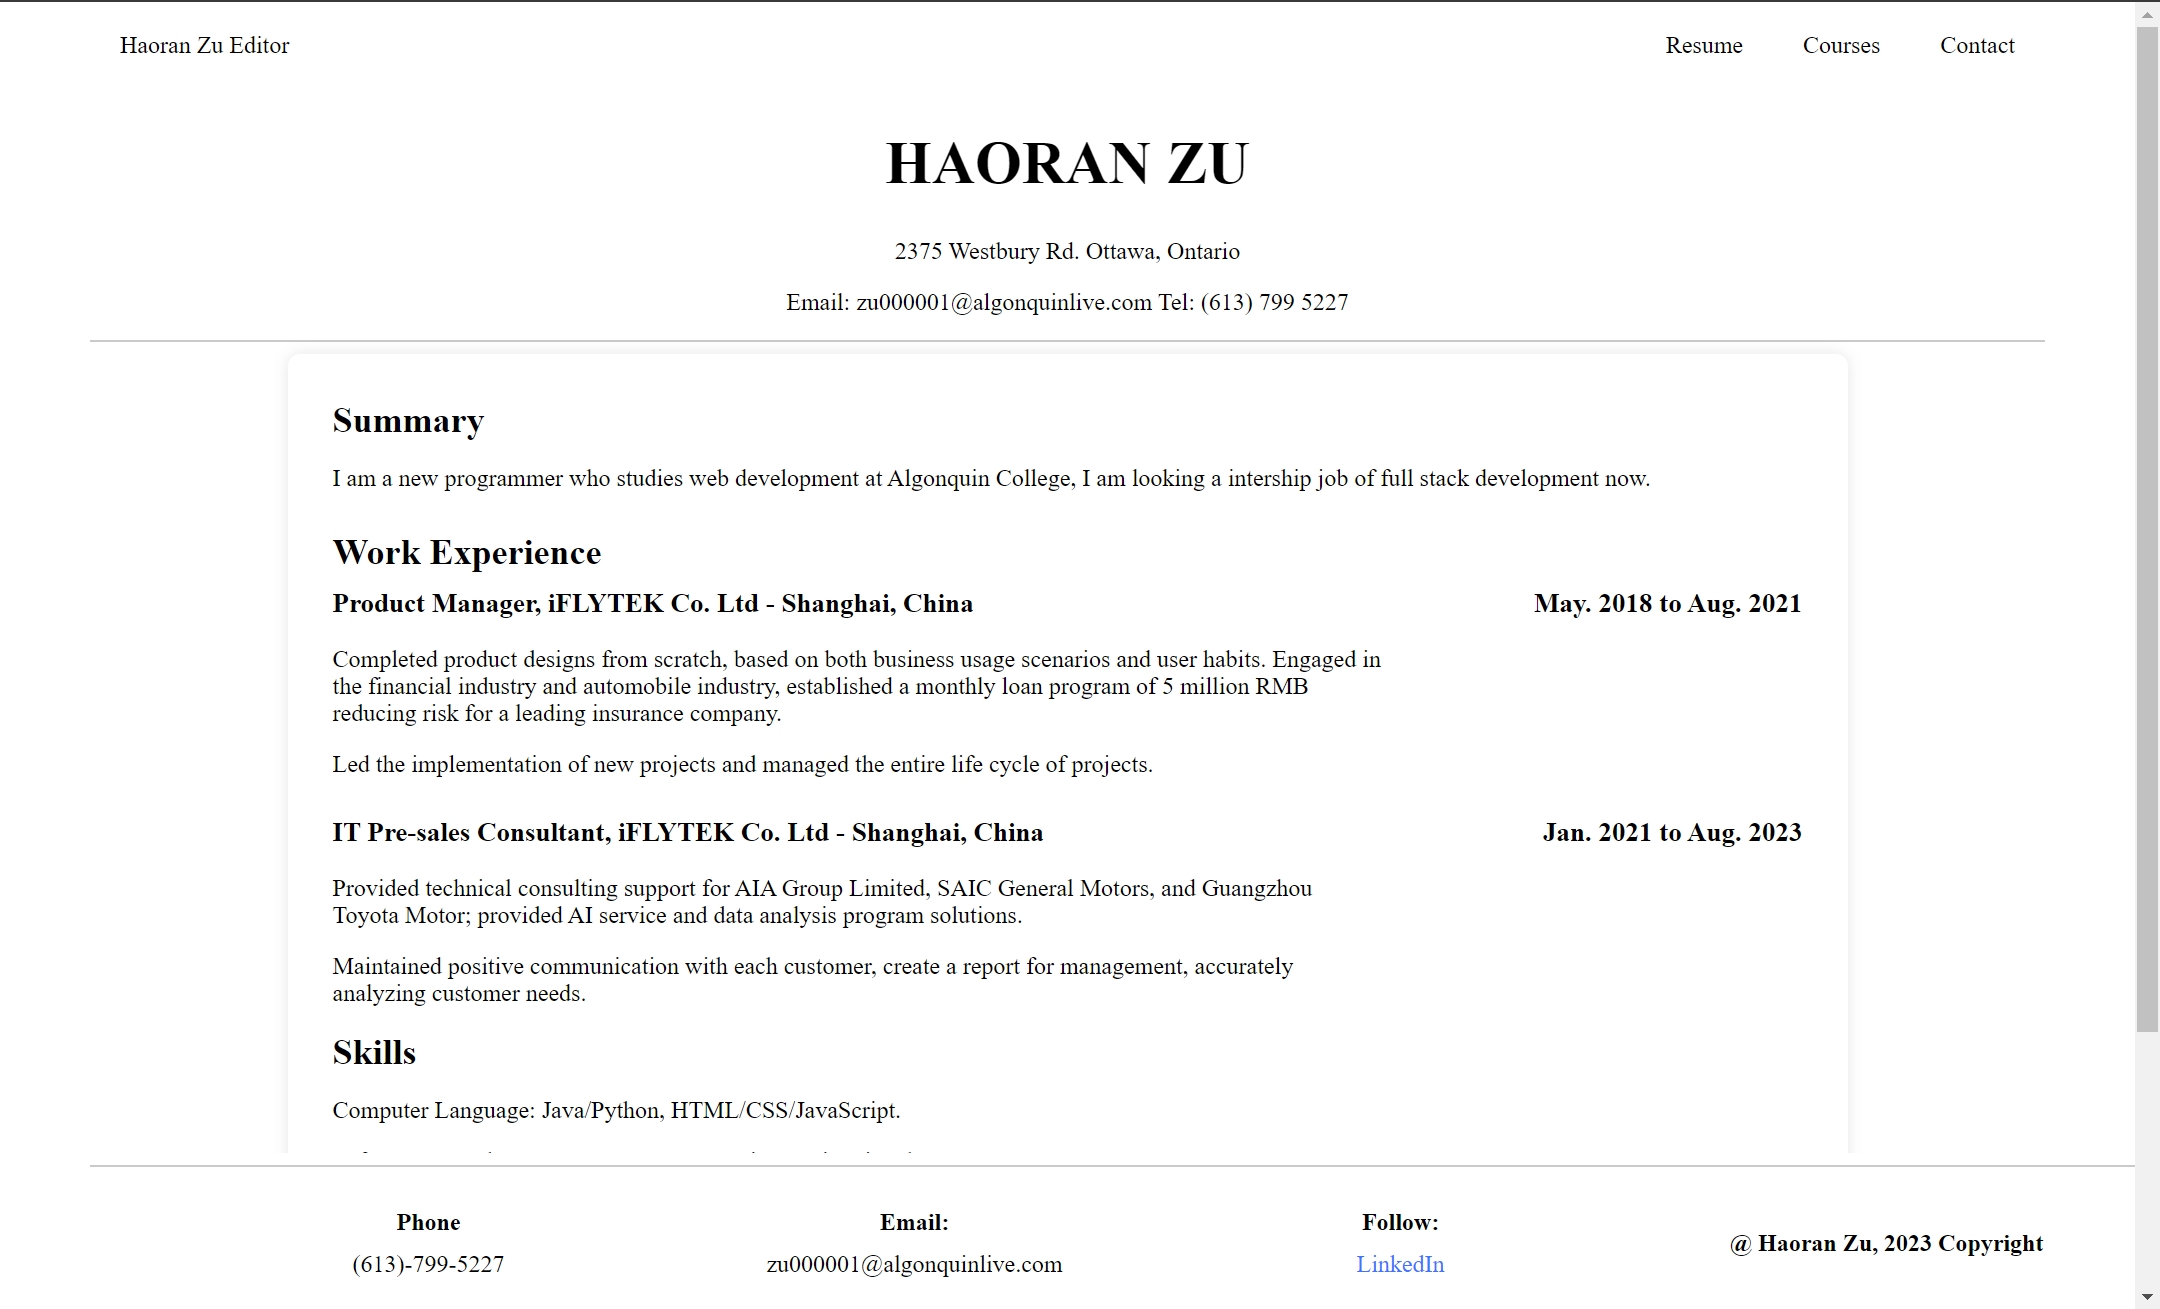 Haoran Zu Editor
Resume Courses Contact
HAORAN ZU
2375 Westbury Rd. Ottawa, Ontario
Email: zu000001@algonquinlive.com Tel: (613) 799 5227
Summary
I am a new programmer who studies web development at Algonquin College, I am looking a intership job of full stack development now.
Work Experience
Product Manager, iFLYTEK Co. Ltd - Shanghai, China May. 2018 to Aug. 2021
Completed product designs from scratch, based on both business usage scenarios and user habits. Engaged in
the financial industry and automobile industry, established a monthly loan program of 5 million RMB
reducing risk for a leading insurance company.
Led the implementation of new projects and managed the entire life cycle of projects.
IT Pre-sales Consultant, iFLYTEK Co. Ltd - Shanghai, China Jan. 2021 to Aug. 2023
Provided technical consulting support for AIA Group Limited, SAIC General Motors, and Guangzhou
Toyota Motor; provided AI service and data analysis program solutions.
Maintained positive communication with each customer, create a report for management, accurately
analyzing customer needs.
Skills
Computer Language: Java/Python, HTML/CSS/JavaScript.
Phone
(613)-799-5227
Email:
zu000001@algonquinlive.com
Follow:
LinkedIn
@ Haoran Zu, 2023 Copyright